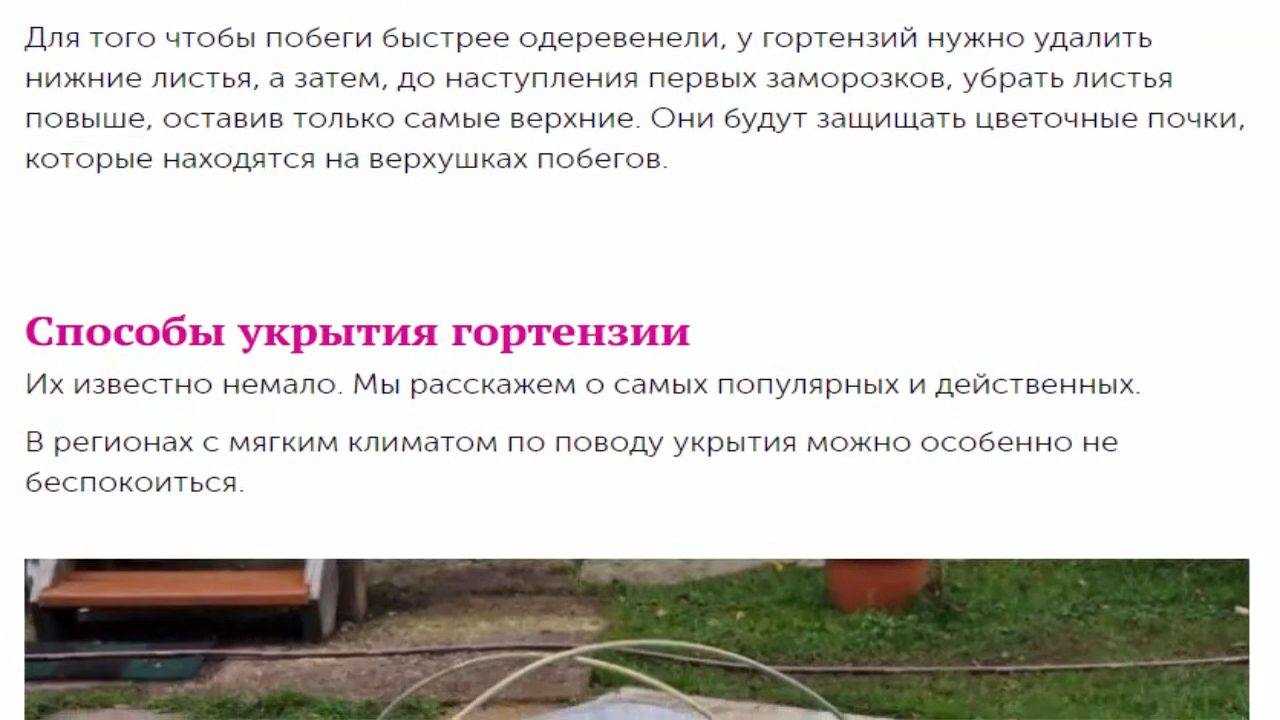 Для того чтобы побеги быстрее одеревенели, у гортензий нужно удалить
нижние листья, а затем, до наступления первых заморозков, убрать листья
повыше, оставив только самые верхние. Они будут защищать цветочные почки,
которые находятся на верхушках побегов.
Способы укрытия гортензии
Их известно немало. Мы расскажем о самых популярных и действенных.
В регионах с мягким климатом по поводу укрытия можно особенно не
беспокоиться.